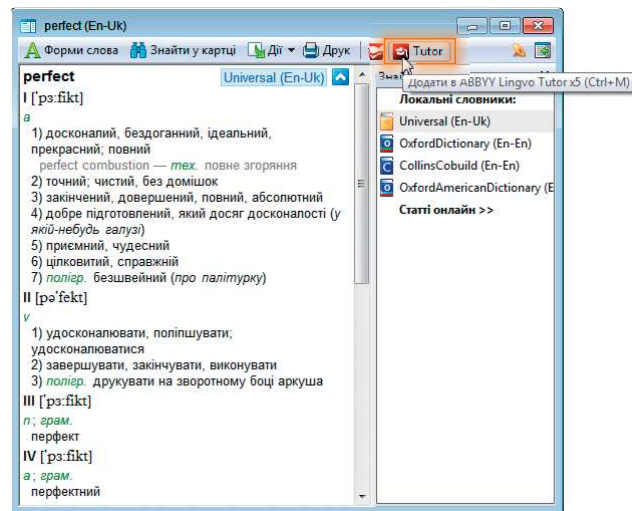 perfect (En-Uk)
Форми слова Знайти у картці Дії Друк Tutor
Додати в ABBYY Lingvo Tutor x5 (Ctrl+M)
perfect Universal (En-Uk)
I ['pɜ:fikt]
a
1) досконалий, бездоганний, ідеальний,
прекрасний; повний
perfect combustion — тех. повне згоряння
2) точний; чистий, без домішок
3) закінчений, довершений, повний, абсолютний
4) добре підготовлений, який досяг досконалості (у
якій-небудь галузі)
5) приємний, чудесний
6) цілковитий, справжній
7) полігр. безшвейний (про палітурку)
II [pə'fekt]
v
1) удосконалювати, поліпшувати;
удосконалюватися
2) завершувати, закінчувати, виконувати
3) полігр. друкувати на зворотному боці аркуша
III ['pɜ:fikt]
n; грам.
перфект
IV ['pɜ:fikt]
a; грам.
перфектний
Локальні словники:
Universal (En-Uk)
OxfordDictionary (En-En)
CollinsCobuild (En-En)
OxfordAmericanDictionary (E
Статті онлайн >>